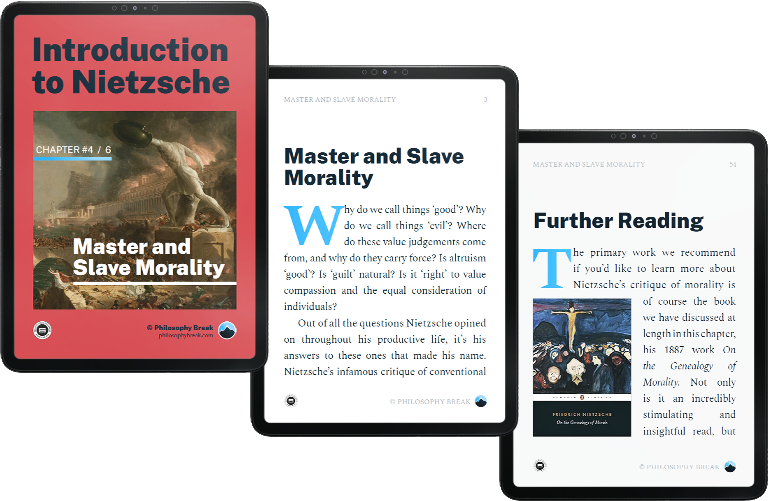 Introduction
to Nietzsche
CHAPTER #4 / 6
Master and
Slave Morality
© Philosophy Break
philosophybreak.com
MASTER AND SLAVE MORALITY 3
Master and Slave
Morality
Why do we call things ‘good’? Why
do we call things ‘evil’? Where
do these value judgements come
from, and why do they carry force? Is altruism
‘good’? Is ‘guilt’ natural? Is it ‘right’ to value
compassion and the equal consideration of
individuals?
Out of all the questions Nietzsche opined
on throughout his productive life, it’s his
answers to these ones that made his name.
Nietzsche’s infamous critique of conventional
© PHILOSOPHY BREAK
MASTER AND SLAVE MORALITY 54
Further Reading
The primary work we recommend
if you’d like to learn more about
Nietzsche’s critique of morality is
of course the book
we have discussed at
length in this chapter,
his 1887 work On
the Genealogy of
Morality. Not only
is it an incredibly
stimulating and
insightful read, but
FRIEDRICH NIETZSCHE
On the Genealogy of Morals
© PHILOSOPHY BREAK